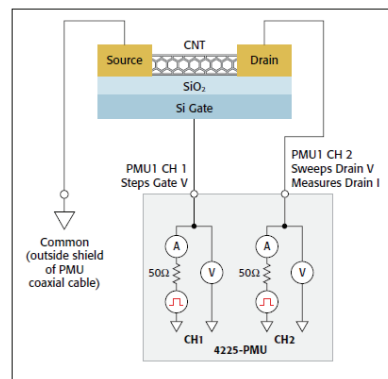 CNT
Source
Drain
SiO₂
Si Gate
PMU1 CH 1
Steps Gate V
PMU1 CH 2
Sweeps Drain V
Measures Drain I
Common
(outside shield
of PMU
coaxial cable)
A
50Ω
V
A
50Ω
V
CH1
CH2
4225-PMU